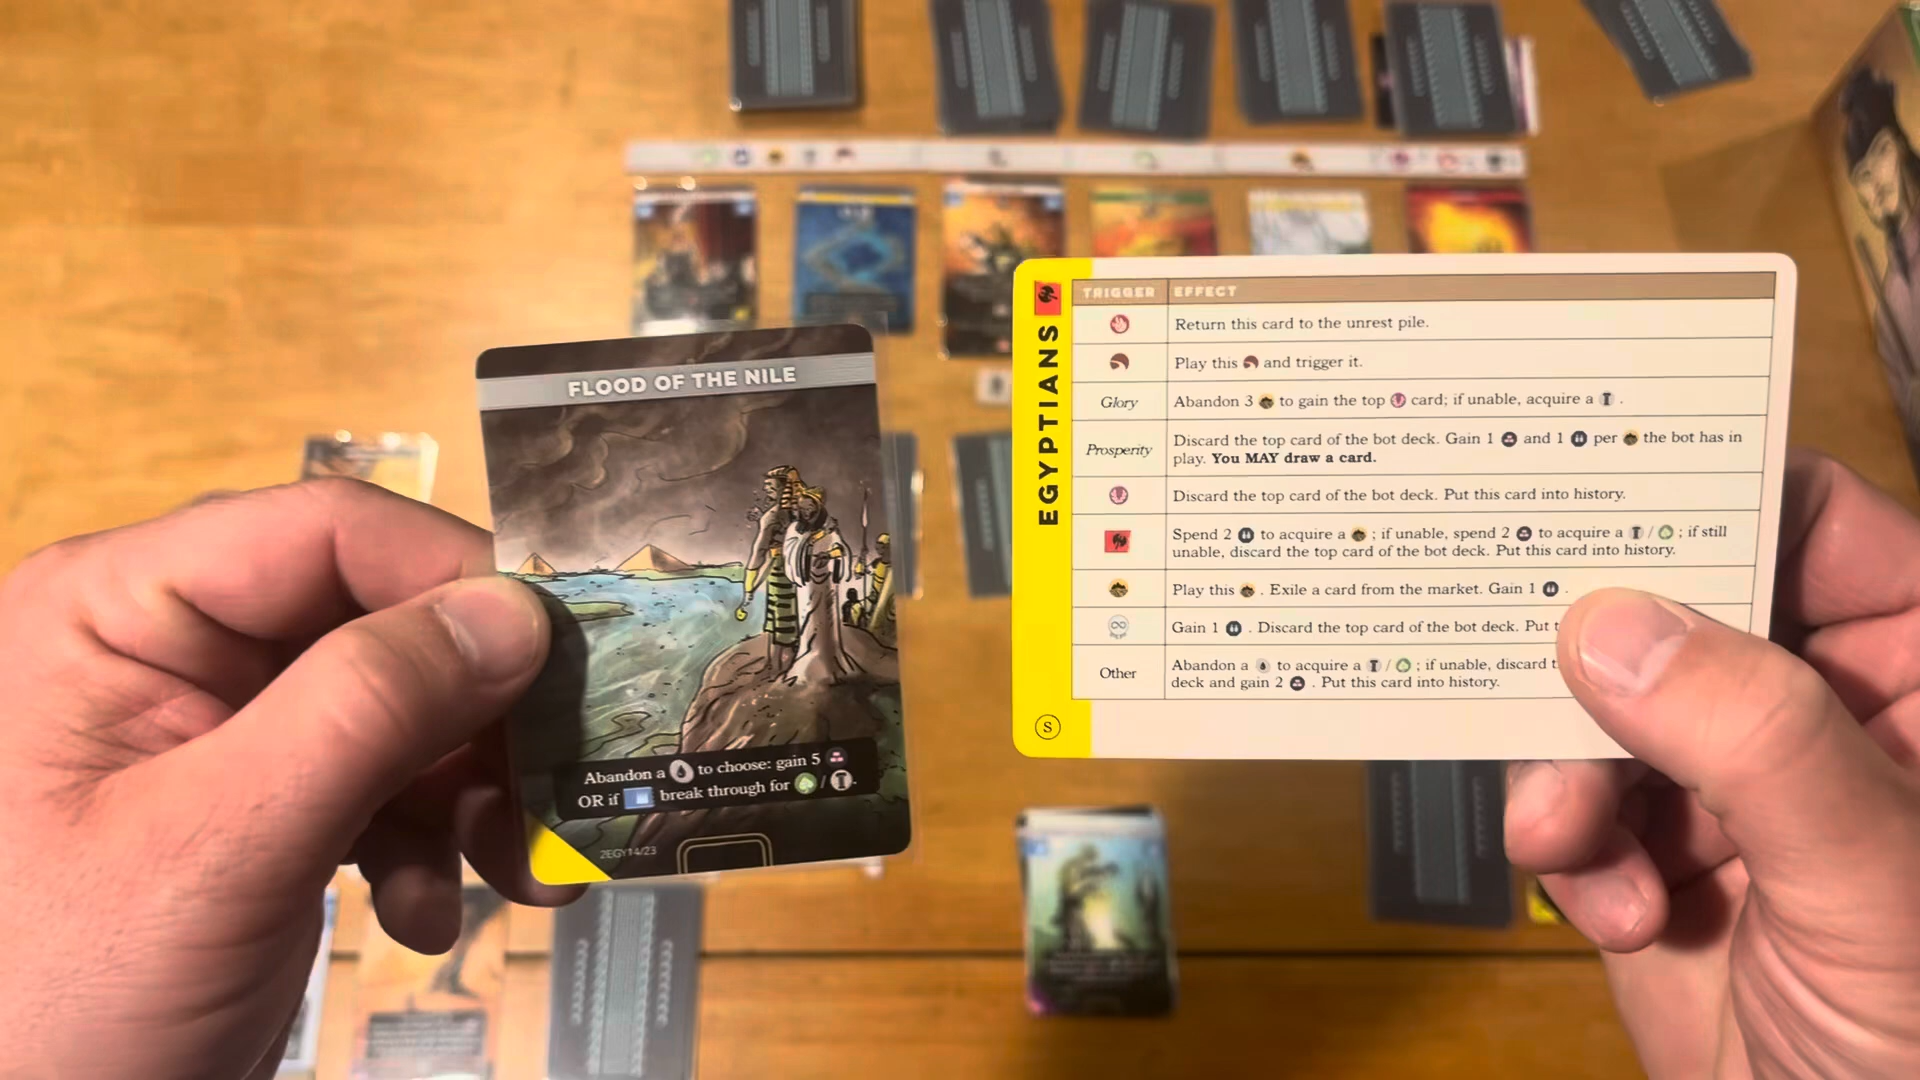 FLOOD OF THE NILE
Abandon a to choose: gain 5
OR if break through for / .
2EGY14/23
EGYPTIANS
S
TRIGGER EFFECT
Return this card to the unrest pile.
Play this and trigger it.
Glory Abandon 3 to gain the top card; if unable, acquire a .
Prosperity Discard the top card of the bot deck. Gain 1 and 1 per the bot has in
play. You MAY draw a card.
Discard the top card of the bot deck. Put this card into history.
Spend 2 to acquire a ; if unable, spend 2 to acquire a / ; if still
unable, discard the top card of the bot deck. Put this card into history.
Play this . Exile a card from the market. Gain 1 .
Gain 1 . Discard the top card of the bot deck. Put
Other Abandon a to acquire a / ; if unable, discard
deck and gain 2 . Put this card into history.